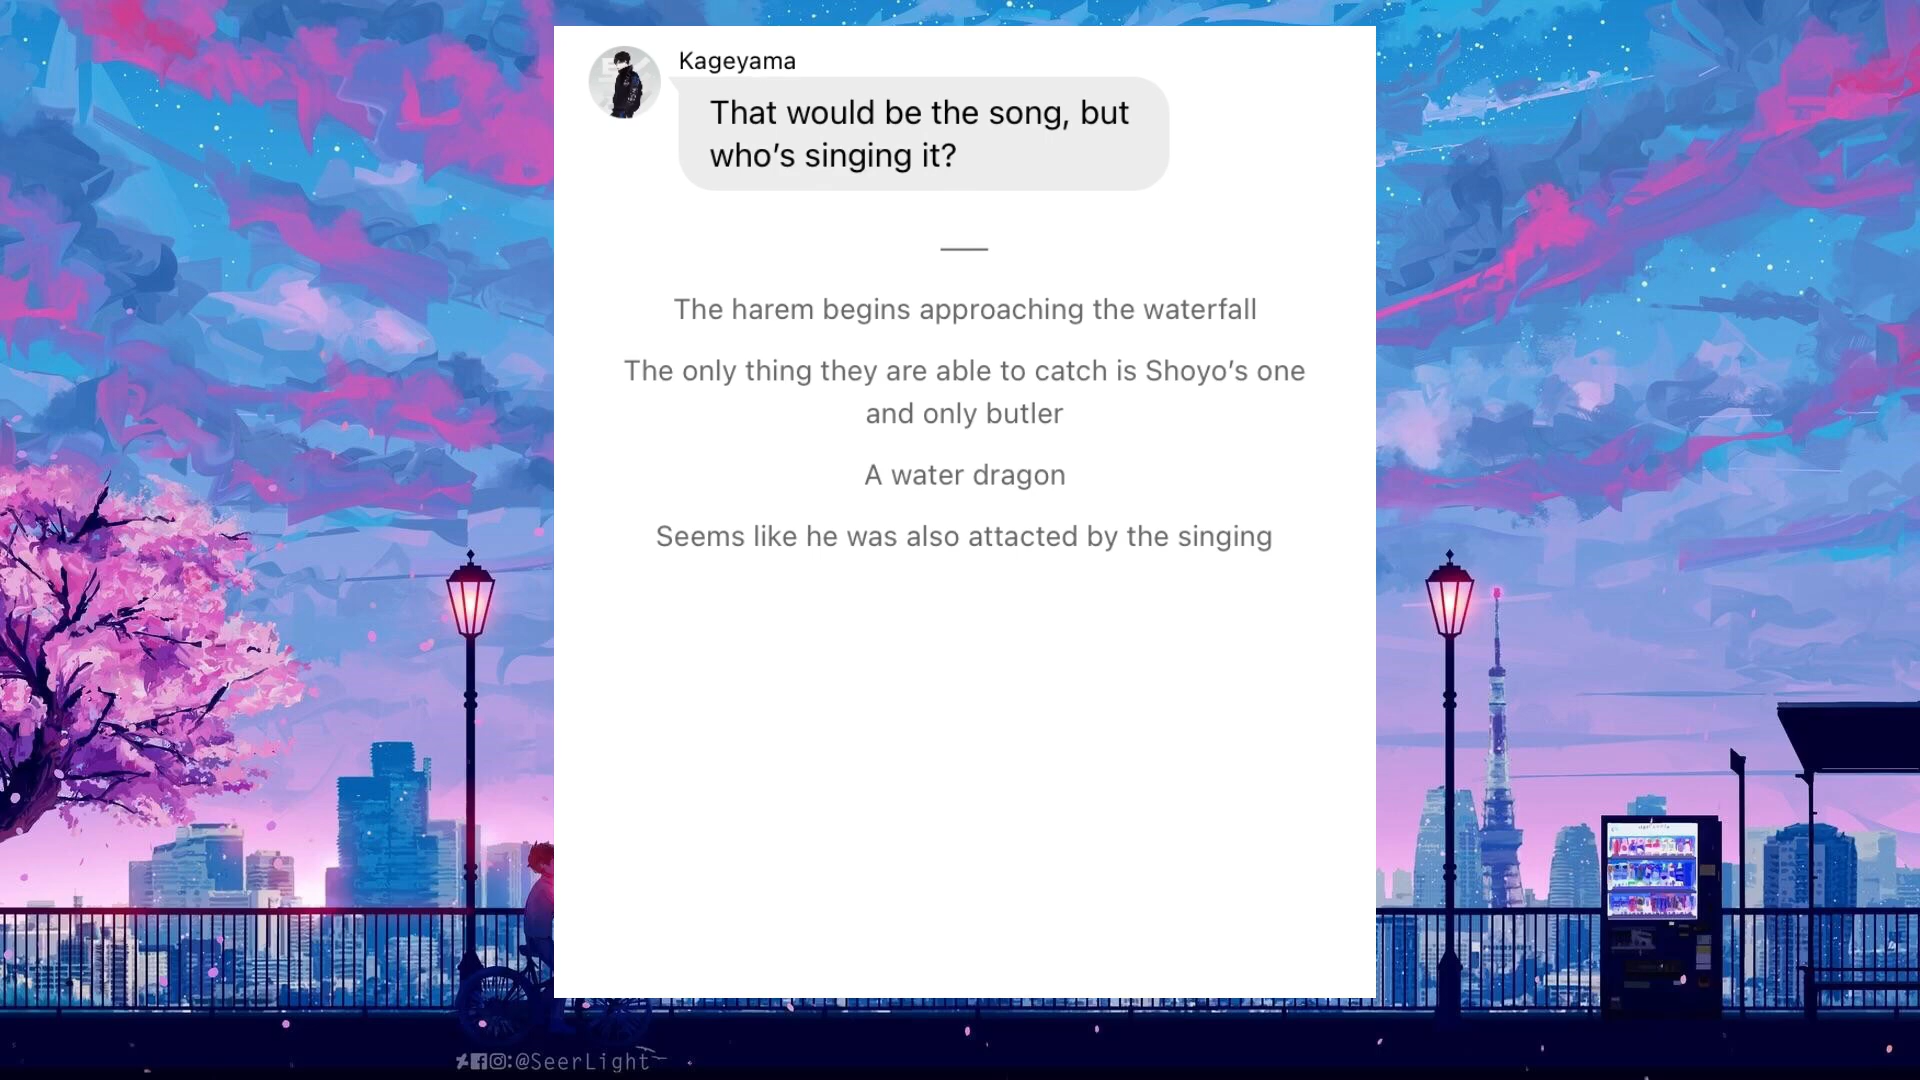 Kageyama
That would be the song, but
who’s singing it?
The harem begins approaching the waterfall
The only thing they are able to catch is Shoyo’s one
and only butler
A water dragon
Seems like he was also attacted by the singing
:@SeerLight